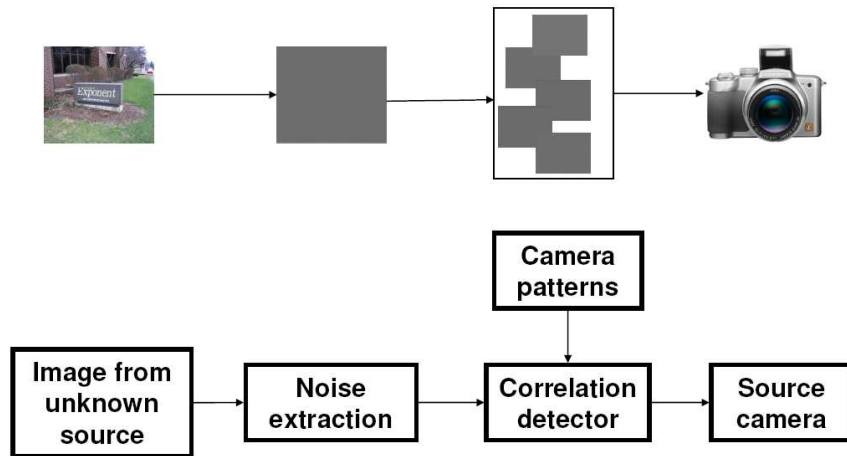 Exponent
Camera
patterns
Image from
unknown
source
Noise
extraction
Correlation
detector
Source
camera